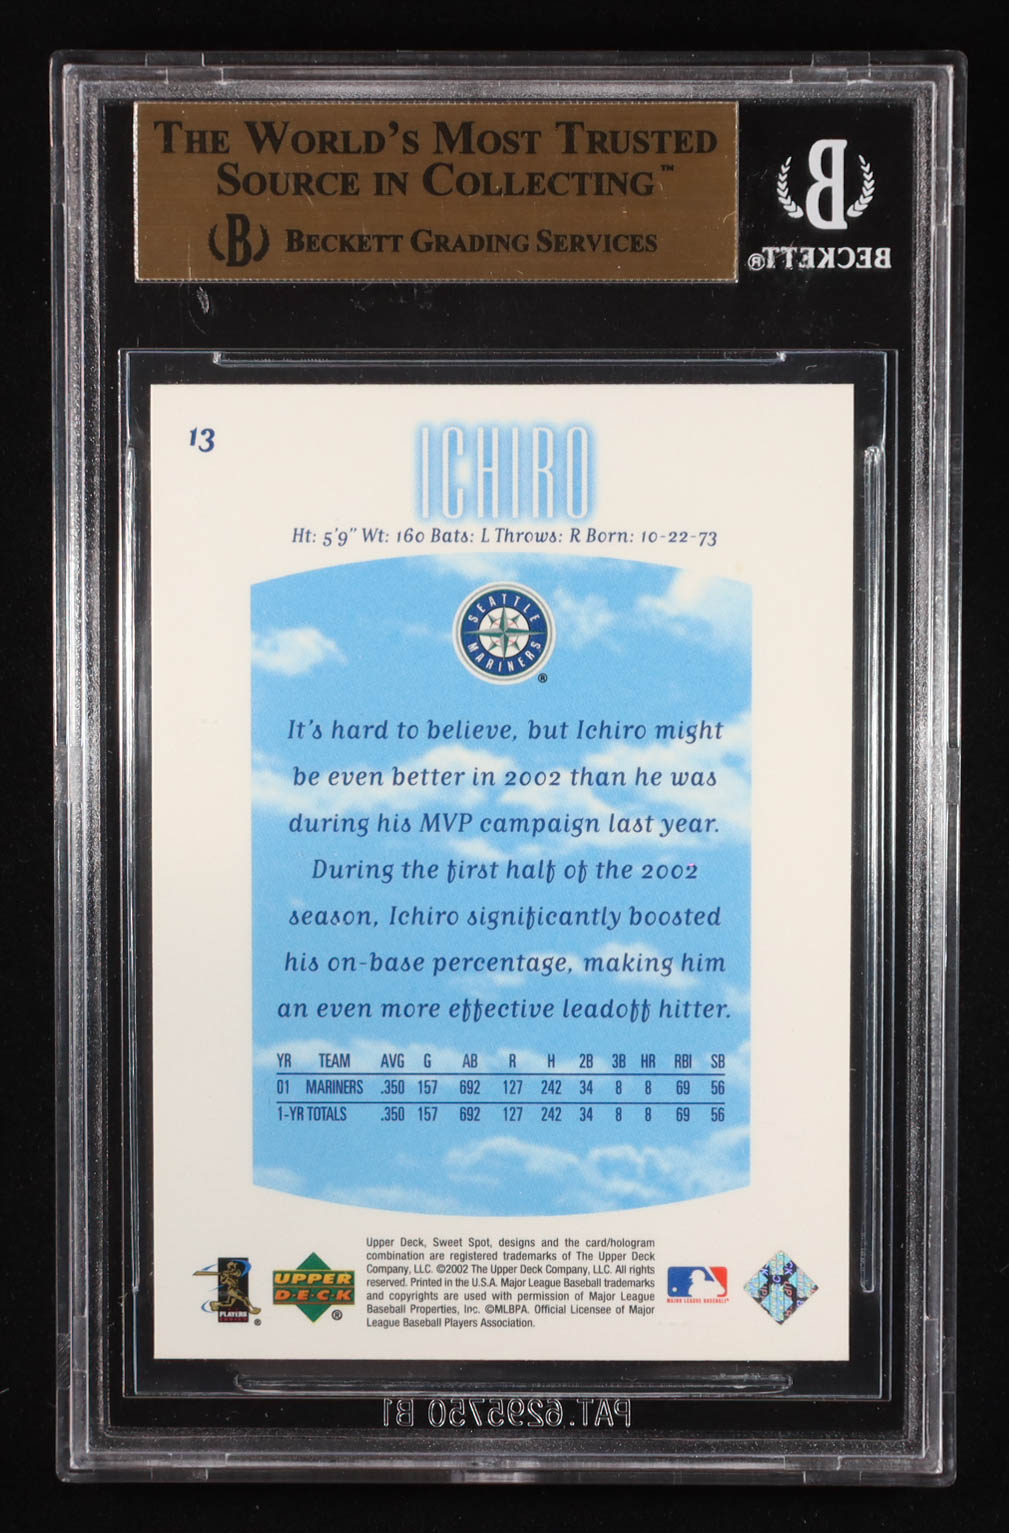 THE WORLD'S MOST TRUSTED
SOURCE IN COLLECTING™
B BECKETT GRADING SERVICES
B
BECKETT®
13
ICHIRO
Ht: 5'9" Wt: 160 Bats: L Throws: R Born: 10-22-73
SEATTLE
MARINERS
®
It's hard to believe, but Ichiro might
be even better in 2002 than he was
during his MVP campaign last year.
During the first half of the 2002
season, Ichiro significantly boosted
his on-base percentage, making him
an even more effective leadoff hitter.
YR TEAM AVG G AB R H 2B 3B HR RBI SB
01 MARINERS .350 157 692 127 242 34 8 8 69 56
1-YR TOTALS .350 157 692 127 242 34 8 8 69 56
Upper Deck, Sweet Spot, designs and the card/hologram
combination are registered trademarks of The Upper Deck
Company, LLC. ©2002 The Upper Deck Company, LLC. All rights
reserved. Printed in the U.S.A. Major League Baseball trademarks
and copyrights are used with permission of Major League
Baseball Properties, Inc. ©MLBPA. Official Licensee of Major
League Baseball Players Association.
PLAYERS
CHOICE
®
UPPER
DECK
®
MAJOR LEAGUE BASEBALL®
PAT.6295750 B1